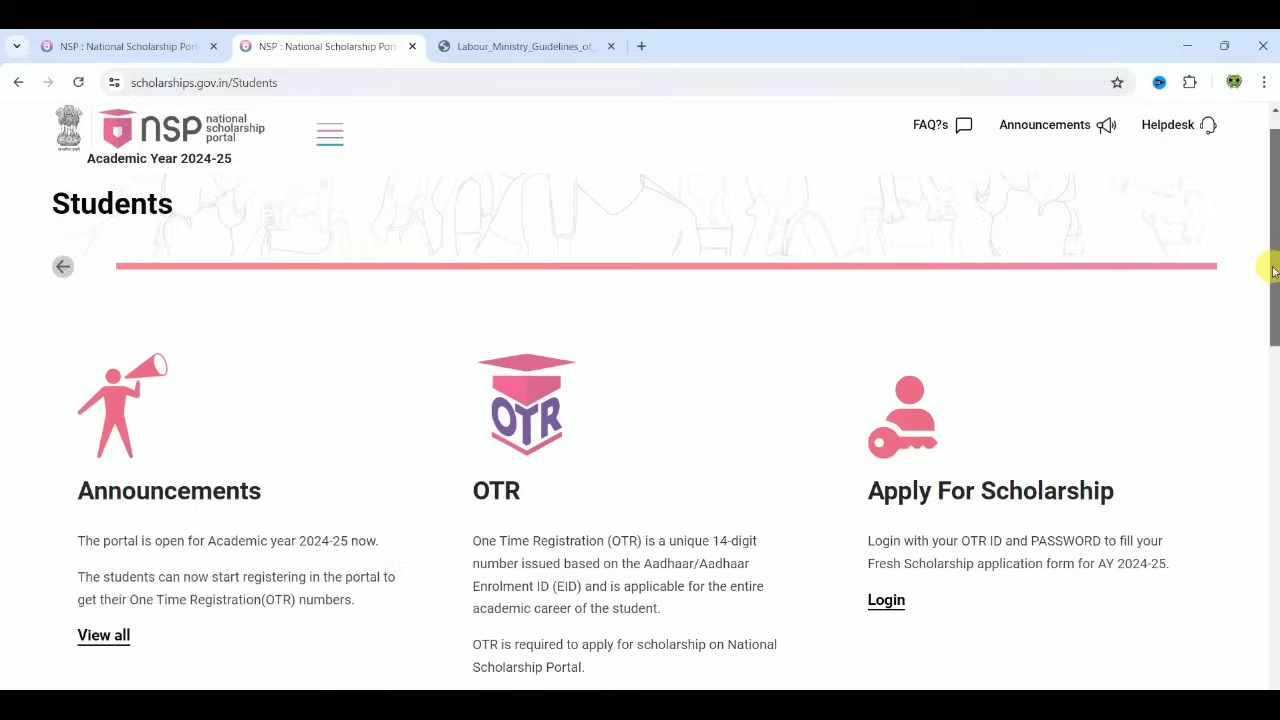 NSP : National Scholarship Por
NSP : National Scholarship Port
Labour_Ministry_Guidelines_of_
scholarships.gov.in/Students
nsp national scholarship portal
Academic Year 2024-25
FAQ?s
Announcements
Helpdesk
Students
OTR
Announcements
The portal is open for Academic year 2024-25 now.
The students can now start registering in the portal to
get their One Time Registration(OTR) numbers.
View all
OTR
One Time Registration (OTR) is a unique 14-digit
number issued based on the Aadhaar/Aadhaar
Enrolment ID (EID) and is applicable for the entire
academic career of the student.
OTR is required to apply for scholarship on National
Scholarship Portal.
Apply For Scholarship
Login with your OTR ID and PASSWORD to fill your
Fresh Scholarship application form for AY 2024-25.
Login